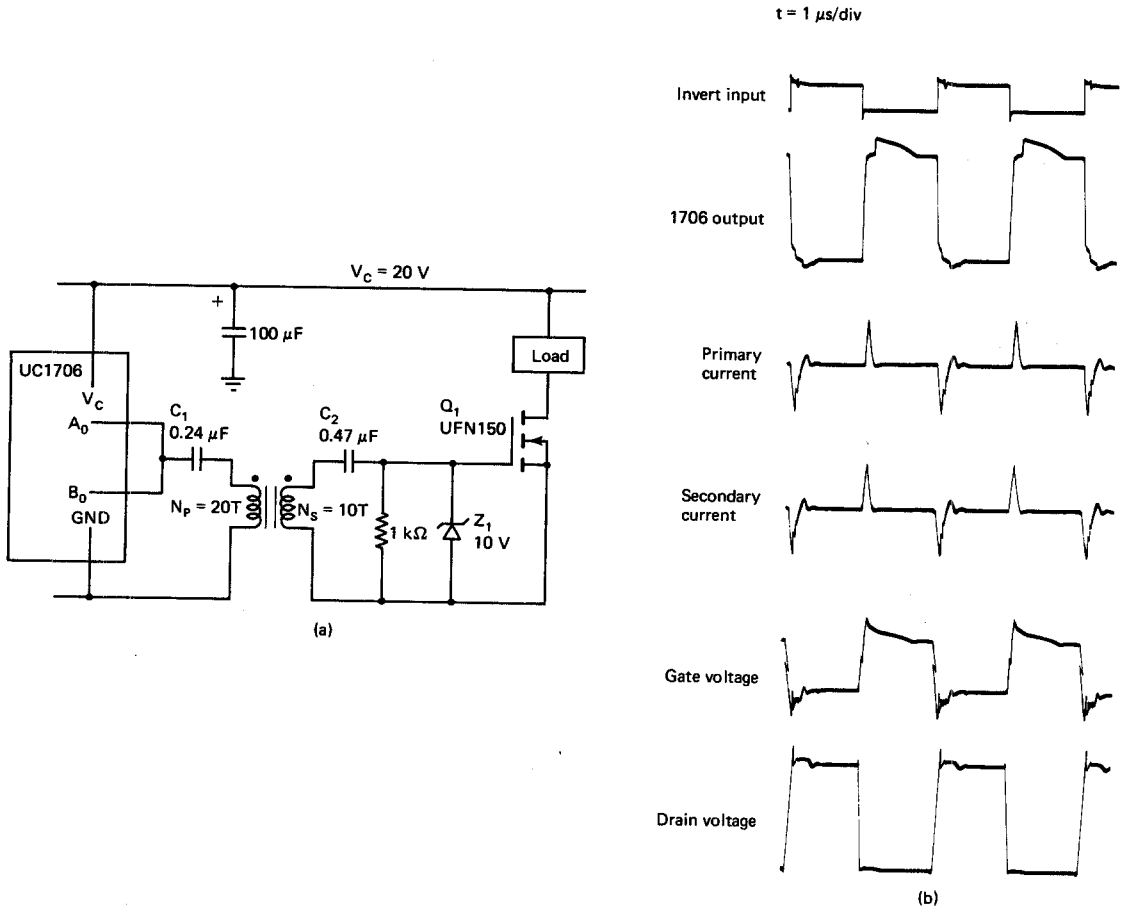 V_C = 20 V
+
100 μF
UC1706
V_C
A_O
B_O
GND
C_1
0.24 μF
N_P = 20T
N_S = 10T
C_2
0.47 μF
1 kΩ
Z_1
10 V
Q_1
UFN150
Load
(a)
t = 1 μs/div
Invert input
1706 output
Primary
current
Secondary
current
Gate voltage
Drain voltage
(b)